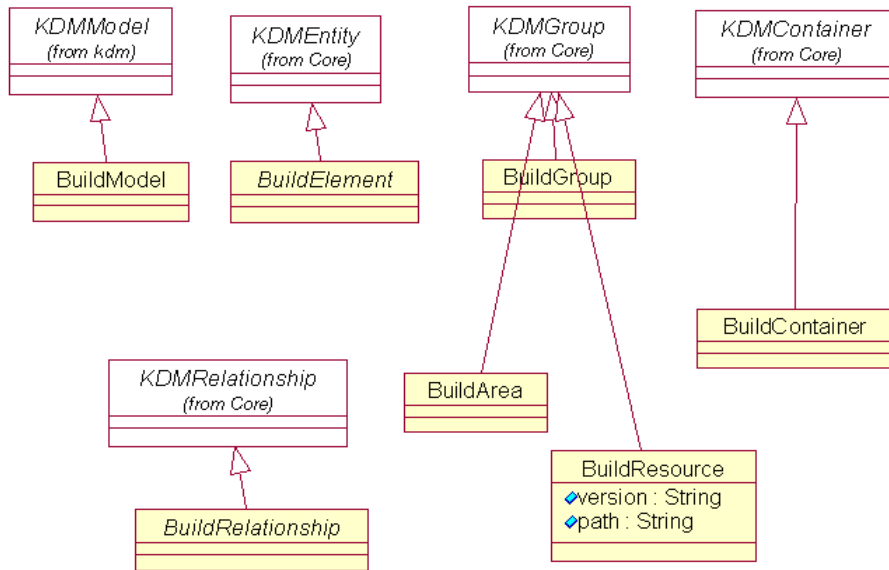 KDMModel
(from kdm)
KDMEntity
(from Core)
KDMGroup
(from Core)
KDMContainer
(from Core)
BuildModel
BuildElement
BuildGroup
BuildContainer
KDMRelationship
(from Core)
BuildArea
BuildResource
version : String
path : String
BuildRelationship